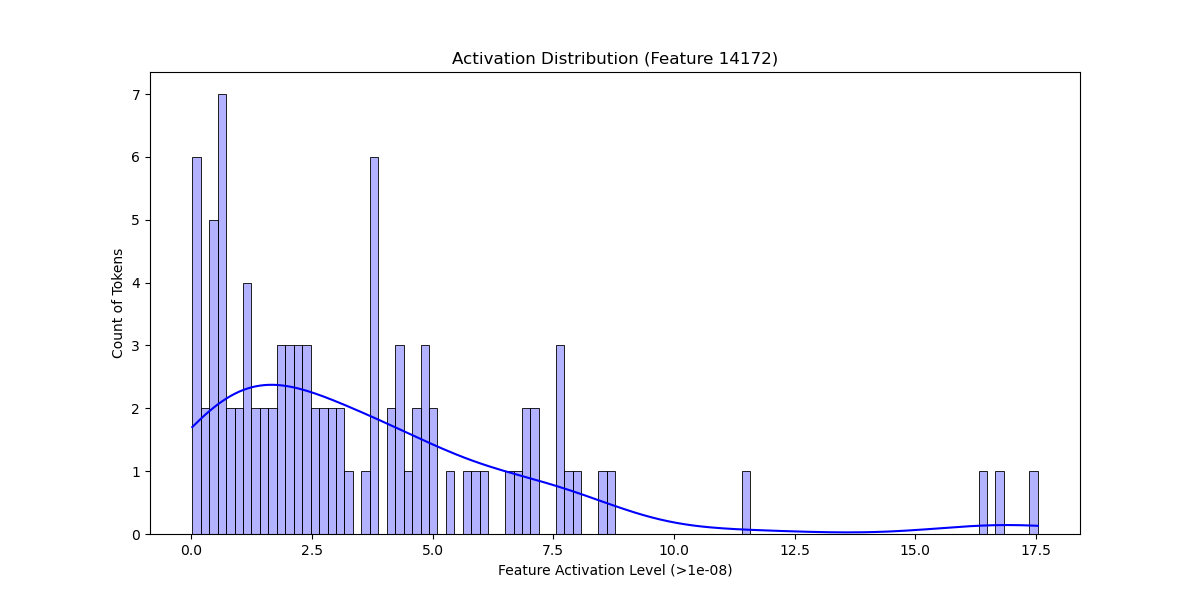 Activation Distribution (Feature 14172)
7
6
5
4
3
2
1
0
Count of Tokens
0.0 2.5 5.0 7.5 10.0 12.5 15.0 17.5
Feature Activation Level (>1e-08)